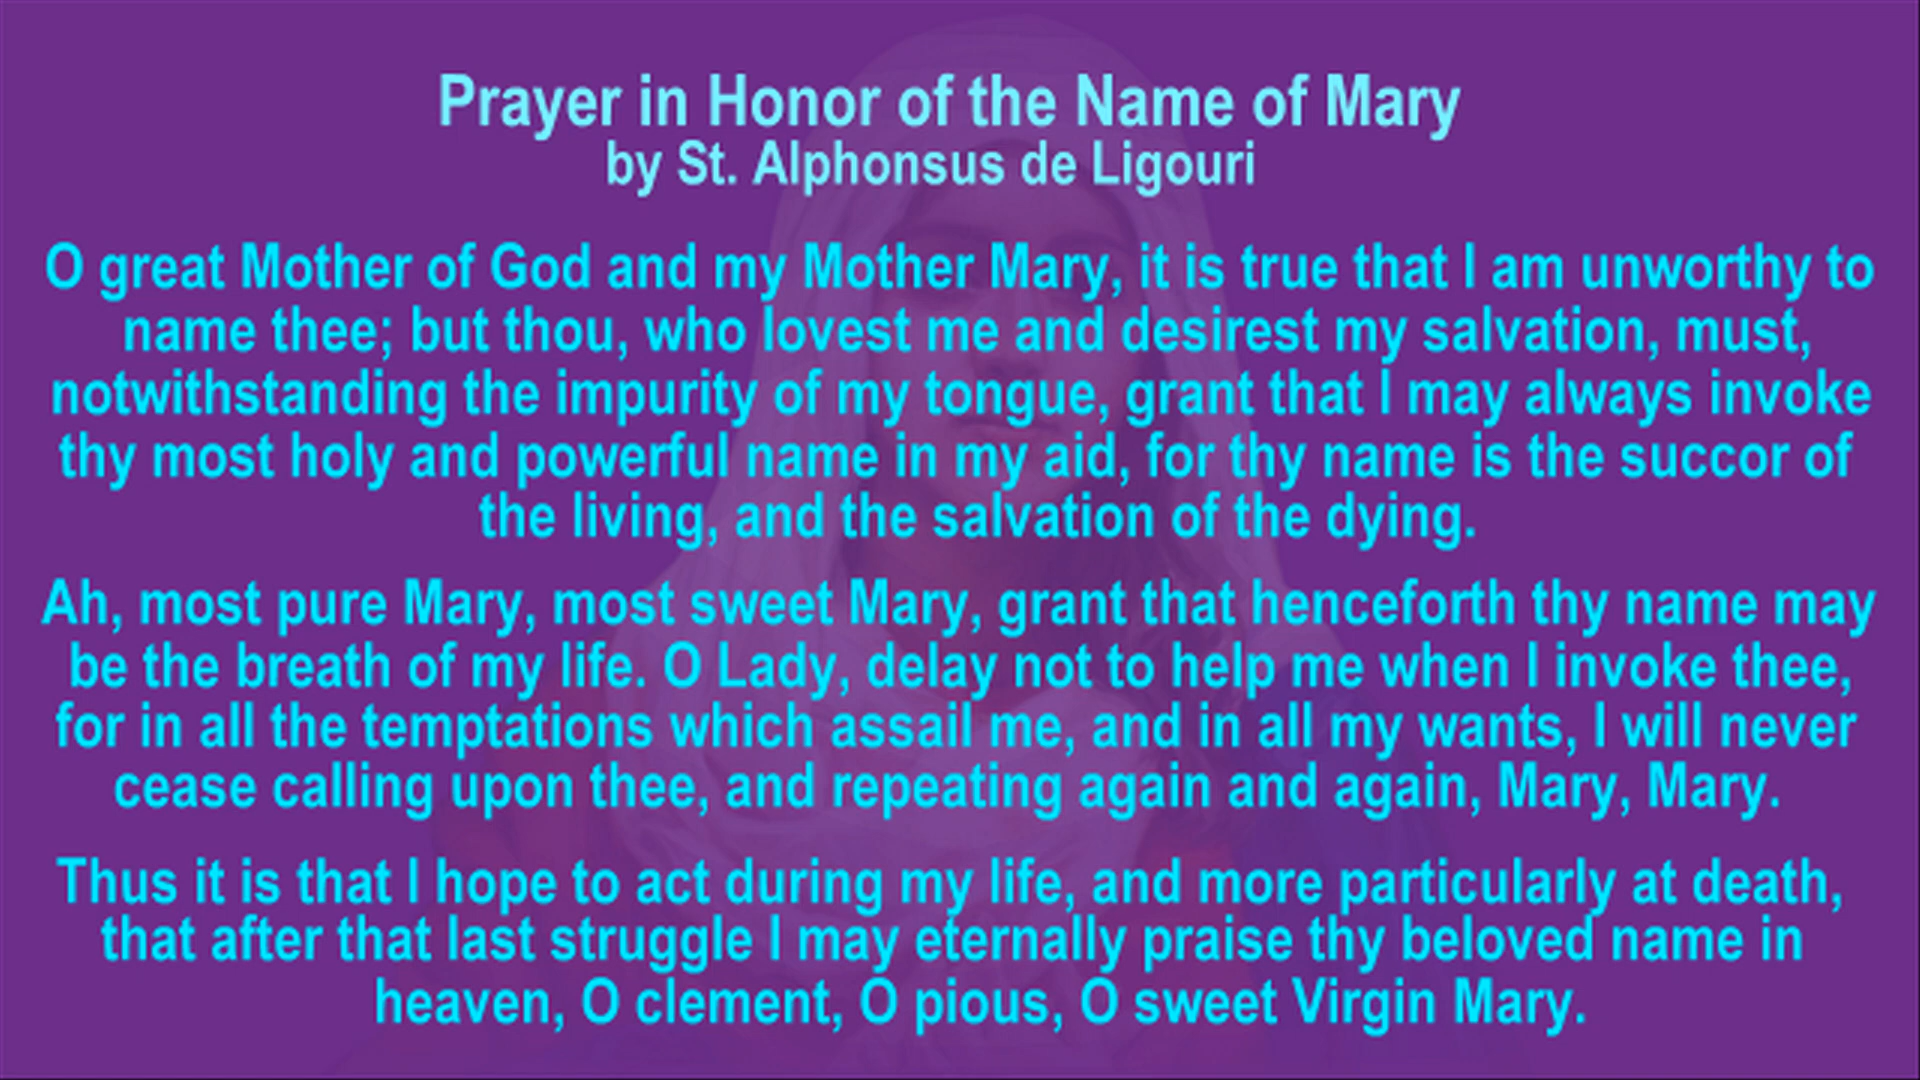 Prayer in Honor of the Name of Mary
by St. Alphonsus de Ligouri
O great Mother of God and my Mother Mary, it is true that I am unworthy to
name thee; but thou, who lovest me and desirest my salvation, must,
notwithstanding the impurity of my tongue, grant that I may always invoke
thy most holy and powerful name in my aid, for thy name is the succor of
the living, and the salvation of the dying.
Ah, most pure Mary, most sweet Mary, grant that henceforth thy name may
be the breath of my life. O Lady, delay not to help me when I invoke thee,
for in all the temptations which assail me, and in all my wants, I will never
cease calling upon thee, and repeating again and again, Mary, Mary.
Thus it is that I hope to act during my life, and more particularly at death,
that after that last struggle I may eternally praise thy beloved name in
heaven, O clement, O pious, O sweet Virgin Mary.